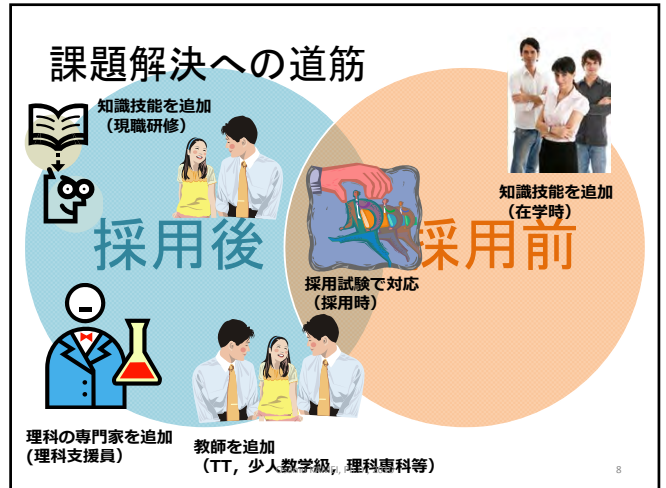 課題解決への道筋
知識技能を追加
（現職研修）
知識技能を追加
（在学時）
採用後
採用前
採用試験で対応
（採用時）
理科の専門家を追加
(理科支援員）
教師を追加
（TT，少人数学級，理科専科等）
8